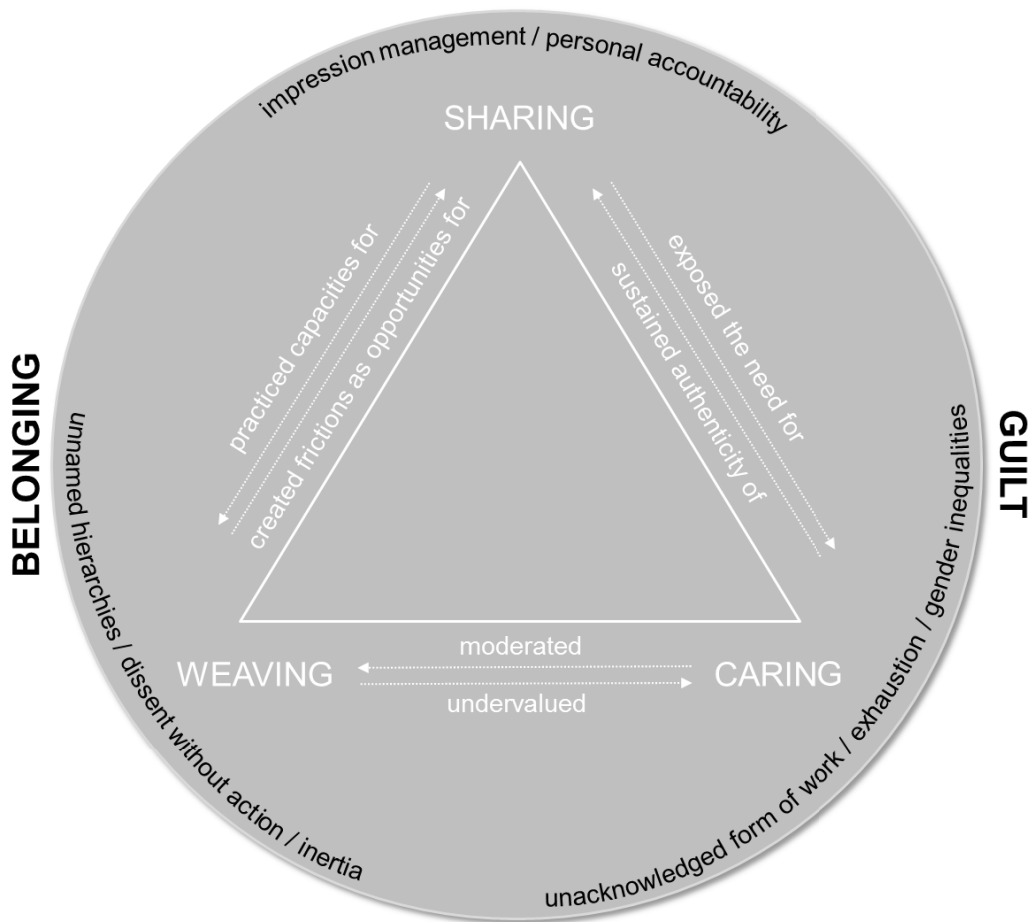 impression management / personal accountability
SHARING
practiced capacities for
created frictions as opportunities for
exposed the need for
sustained authenticity of
BELONGING
GUILT
moderated
WEAVING
CARING
undervalued
unnamed hierarchies / dissent without action / inertia
unacknowledged form of work / exhaustion / gender inequalities